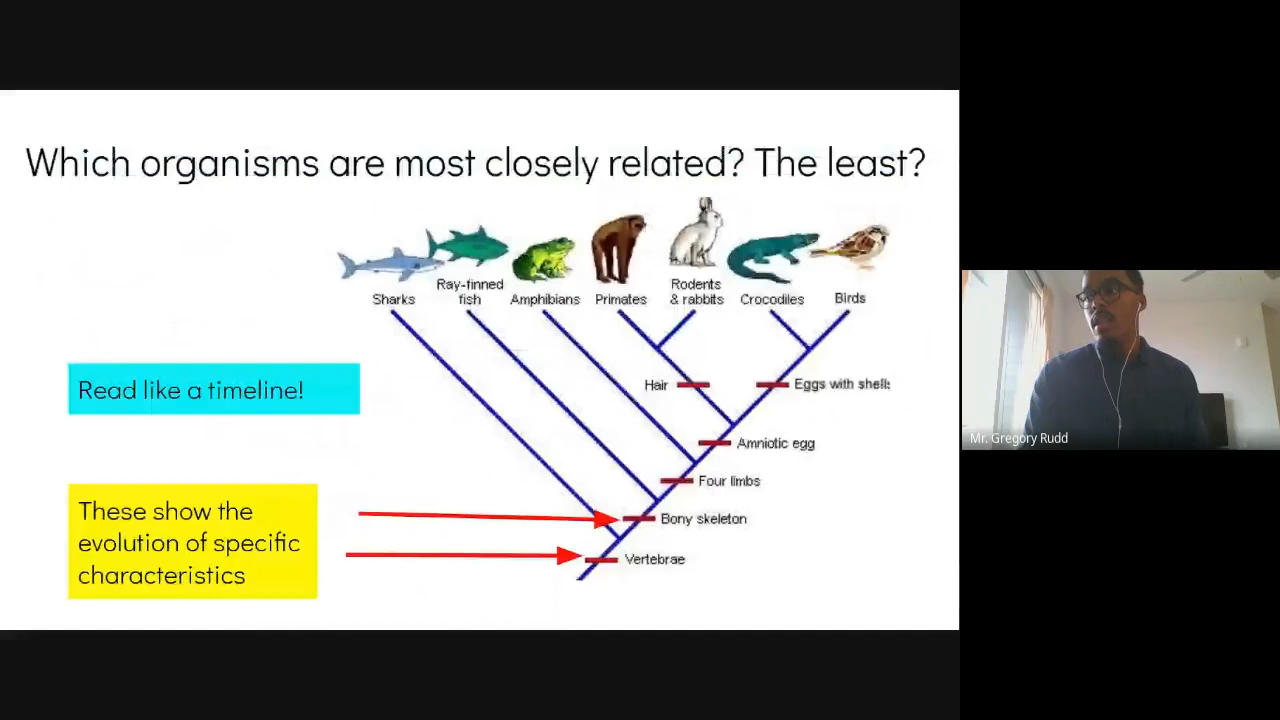 Which organisms are most closely related? The least?
Sharks
Ray-finned
fish
Amphibians
Primates
Rodents
& rabbits
Crocodiles
Birds
Read like a timeline!
Hair
Eggs with shells
Amniotic egg
Four limbs
These show the
evolution of specific
characteristics
Bony skeleton
Vertebrae
Mr. Gregory Rudd